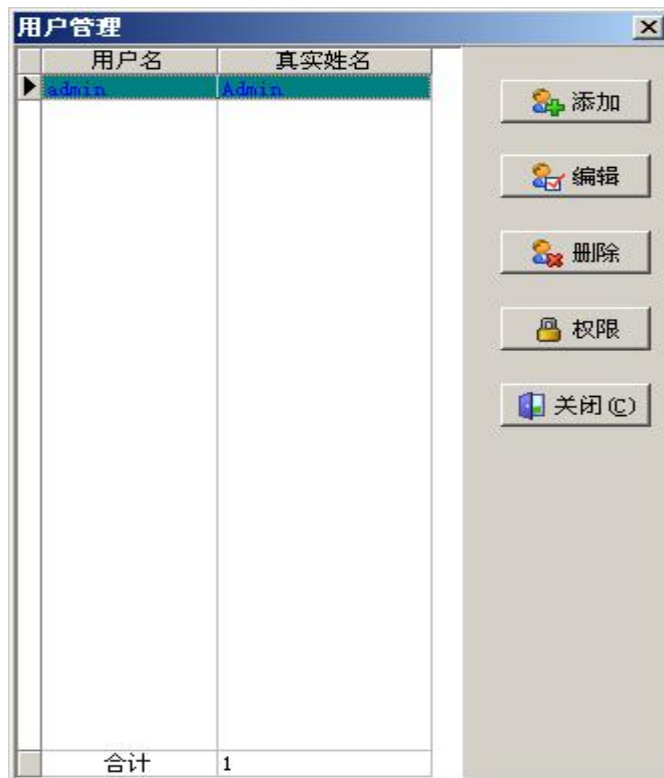 用户管理
用户名 真实姓名
admin Admin
添加
编辑
删除
权限
关闭(C)
合计 1